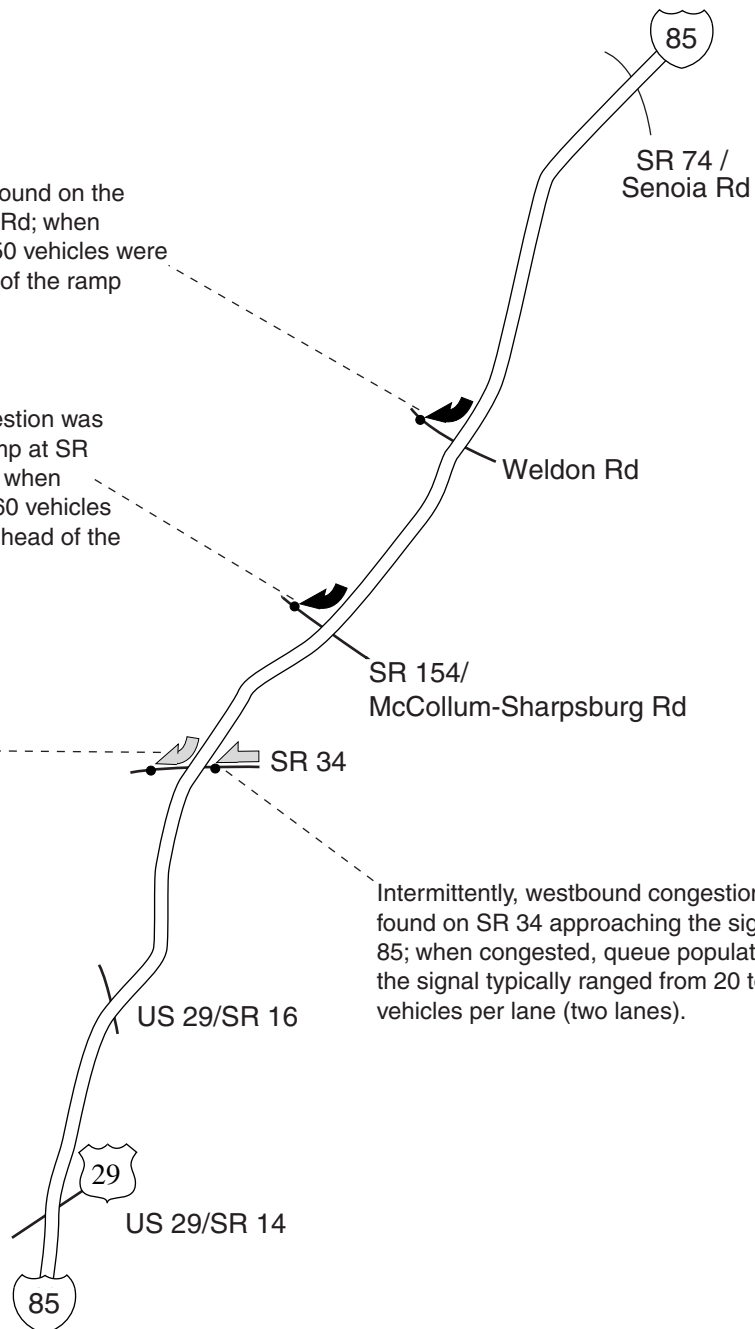 85
SR 74 /
Senoia Rd
ound on the
Rd; when
50 vehicles were
of the ramp
estion was
mp at SR
when
60 vehicles
head of the
Weldon Rd
SR 154/
McCollum-Sharpsburg Rd
SR 34
Intermittently, westbound congestion
found on SR 34 approaching the sig
85; when congested, queue populat
the signal typically ranged from 20 t
vehicles per lane (two lanes).
US 29/SR 16
29
US 29/SR 14
85